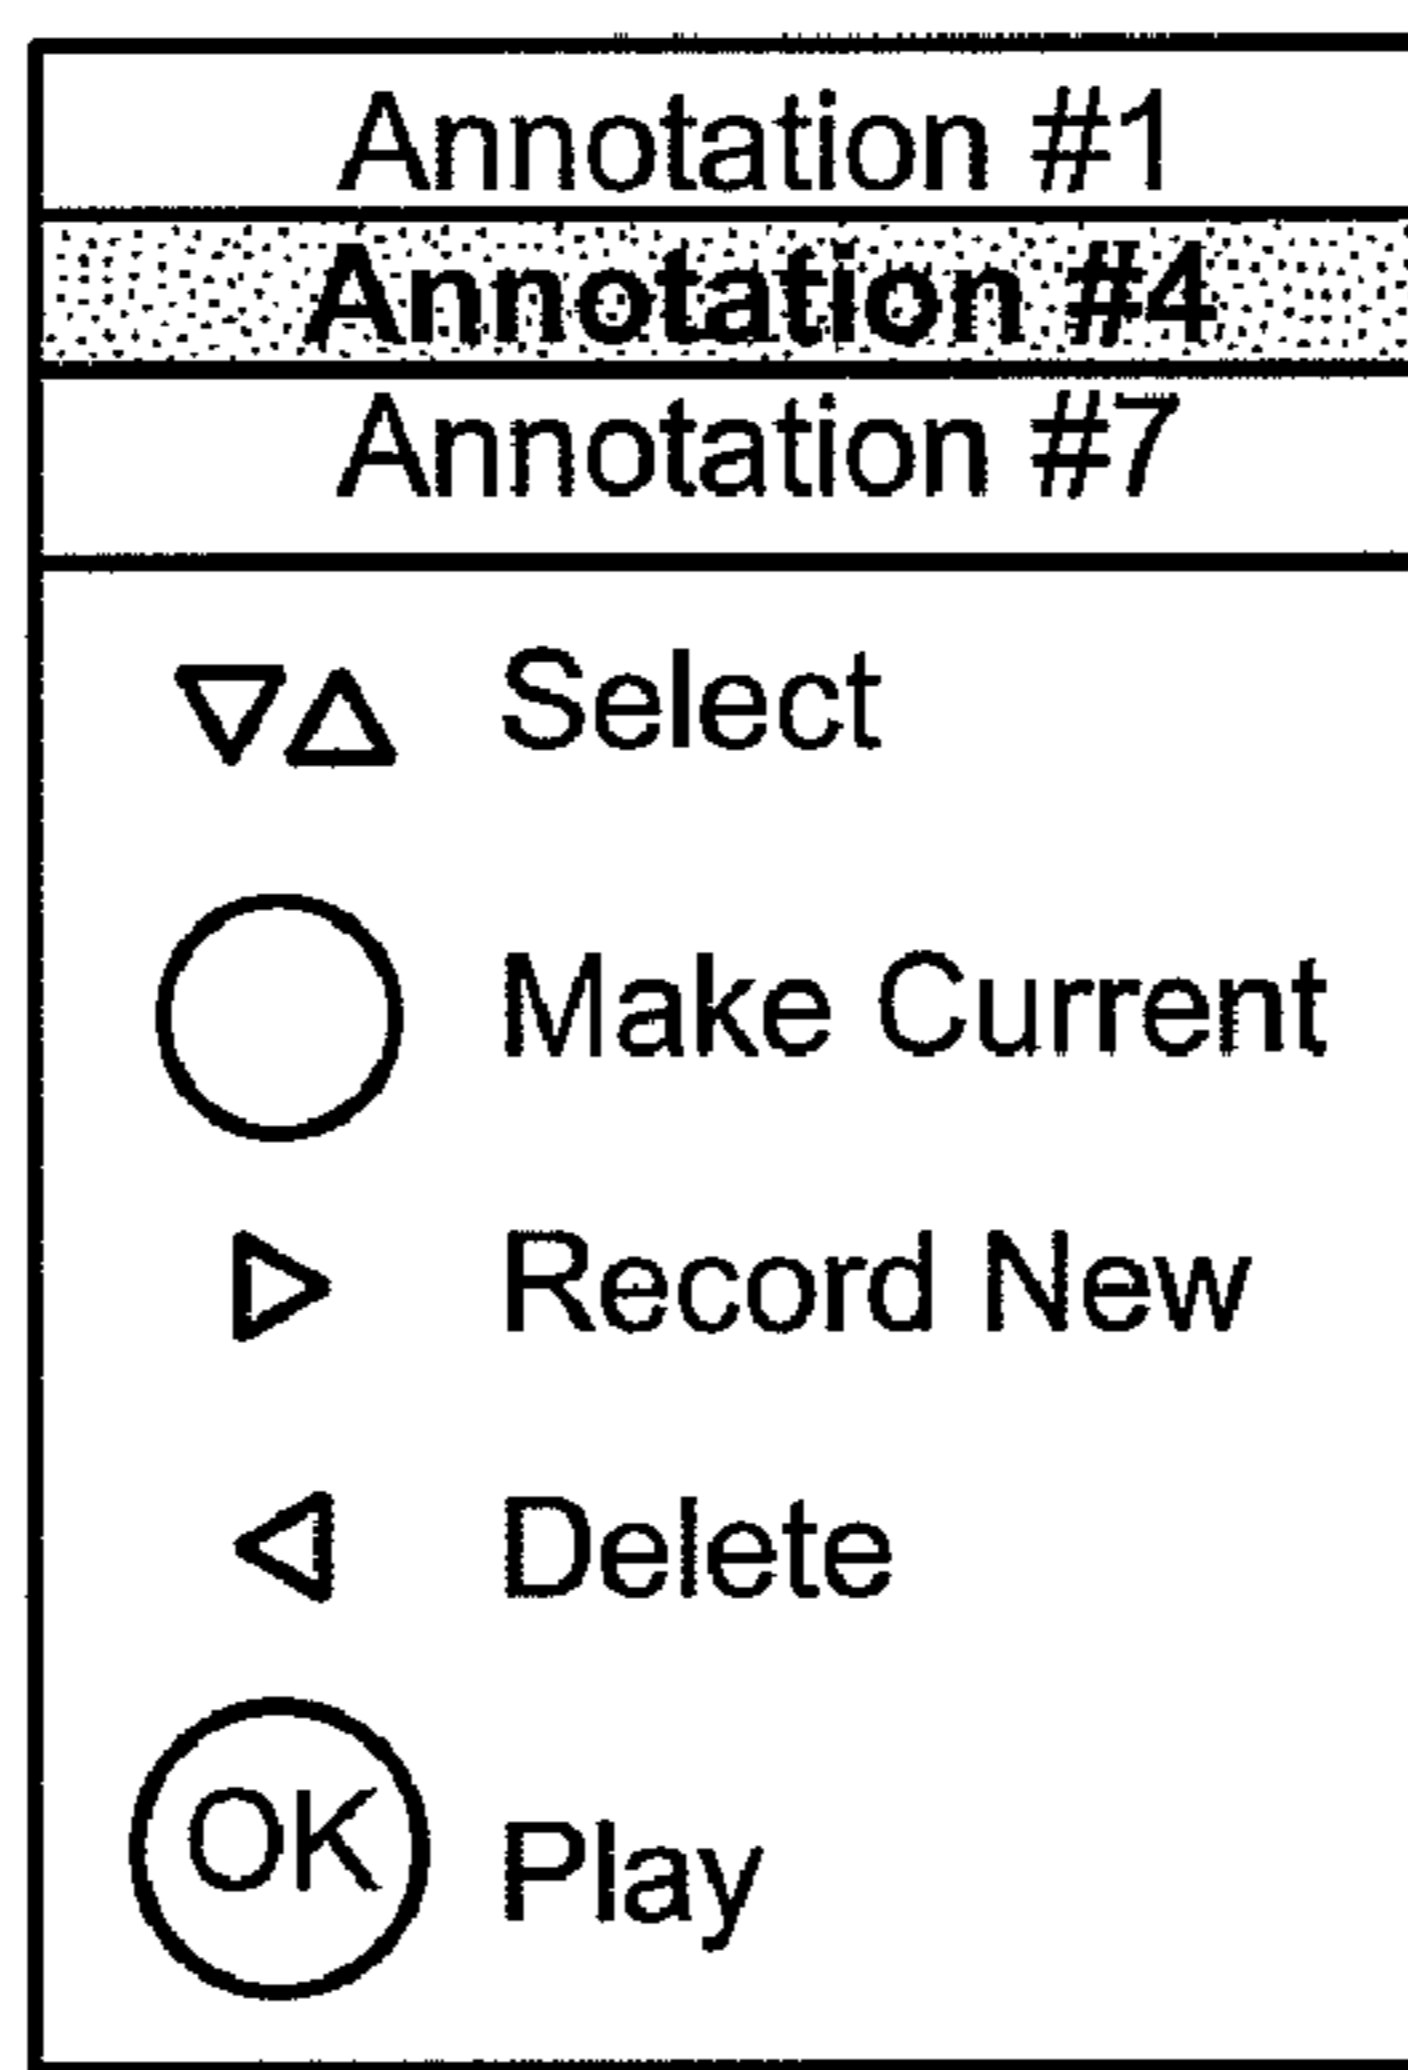 Annotation #1
Annotation #4
Annotation #7
Select
Make Current
Record New
Delete
OK Play